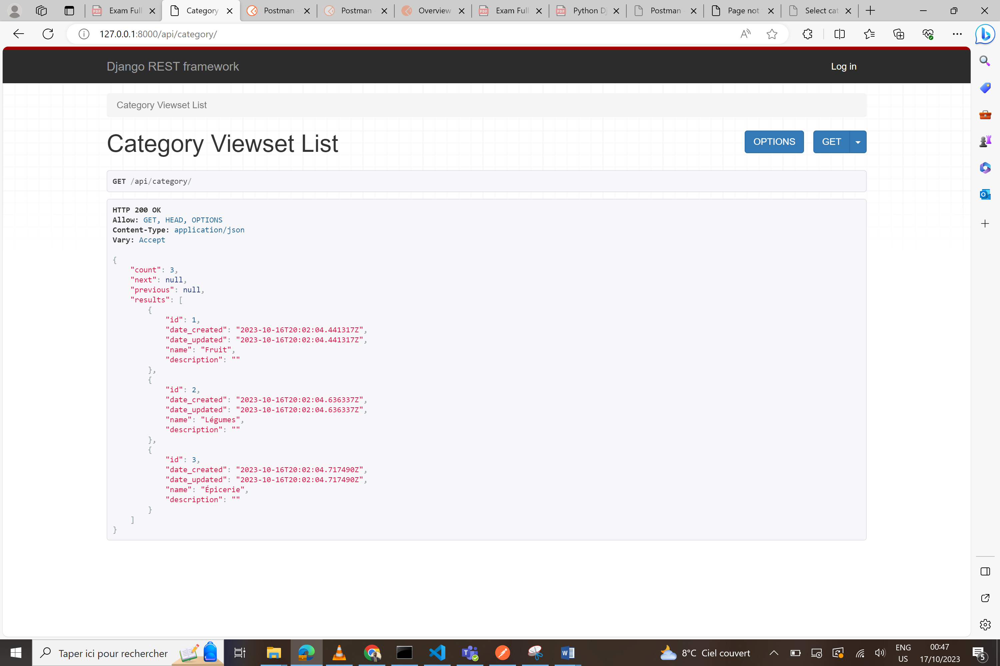 Exam Full
Category
Postman
Postman
Overview
Exam Full
Python Dj
Postman
Page not
Select cat
127.0.0.1:8000/api/category/
Django REST framework
Log in
Category Viewset List
Category Viewset List
OPTIONS
GET
GET /api/category/
HTTP 200 OK
Allow: GET, HEAD, OPTIONS
Content-Type: application/json
Vary: Accept
{
"count": 3,
"next": null,
"previous": null,
"results": [
{
"id": 1,
"date_created": "2023-10-16T20:02:04.441317Z",
"date_updated": "2023-10-16T20:02:04.441317Z",
"name": "Fruit",
"description": ""
},
{
"id": 2,
"date_created": "2023-10-16T20:02:04.636337Z",
"date_updated": "2023-10-16T20:02:04.636337Z",
"name": "Légumes",
"description": ""
},
{
"id": 3,
"date_created": "2023-10-16T20:02:04.717490Z",
"date_updated": "2023-10-16T20:02:04.717490Z",
"name": "Épicerie",
"description": ""
}
]
}
Taper ici pour rechercher
8°C Ciel couvert
ENG
US
00:47
17/10/2023
5